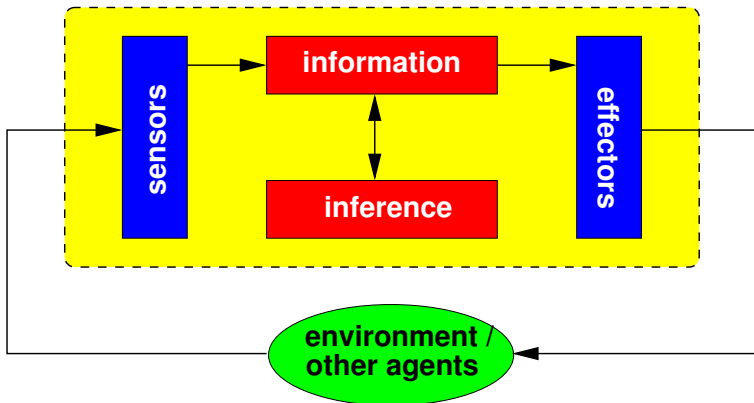 sensors
information
effectors
inference
environment /
other agents